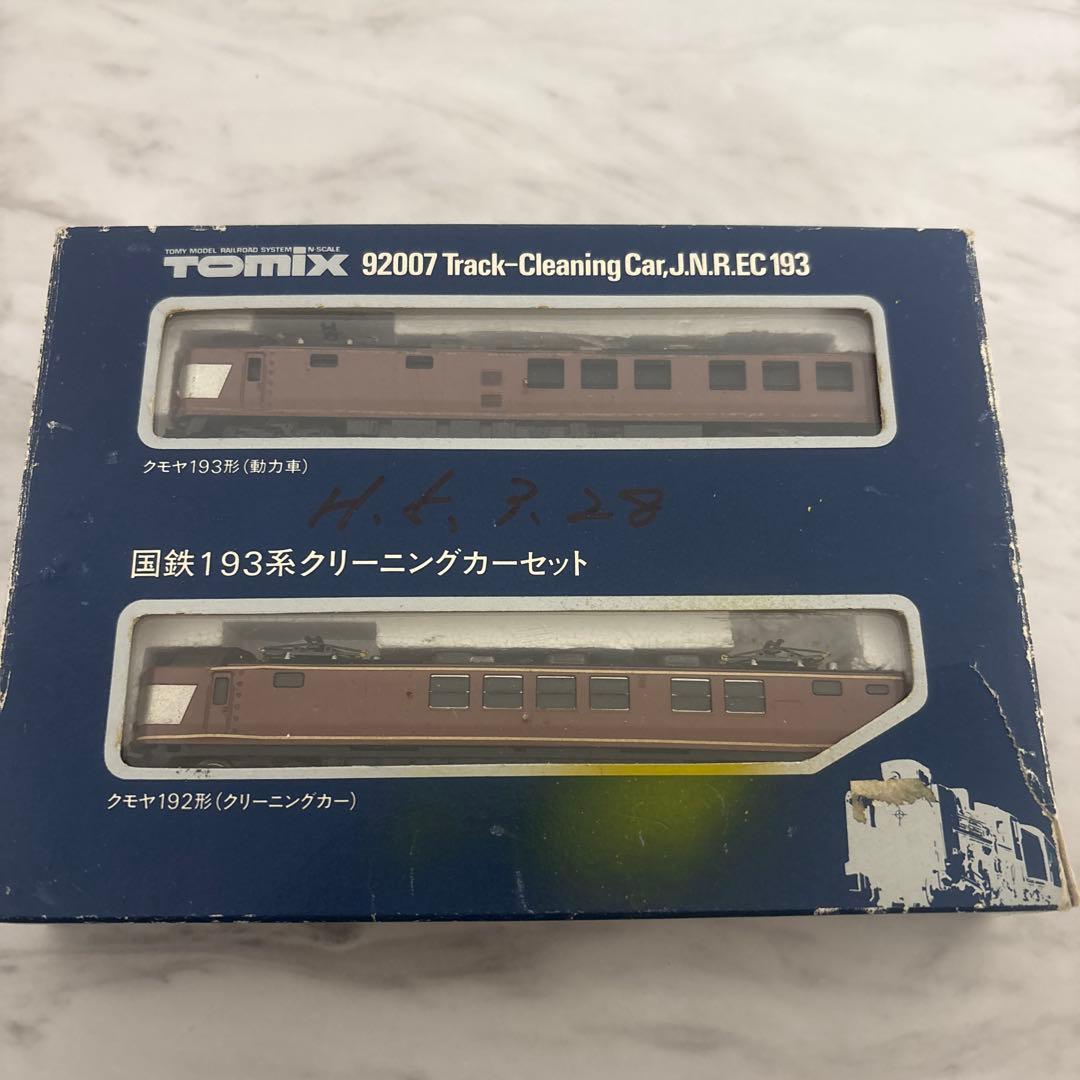 TOMY MODEL RAILROAD SYSTEM N-SCALE
TOMIX 92007 Track-Cleaning Car,J.N.R.EC 193
クモヤ193形(動力車)
H.5.3.28
国鉄193系クリーニングカーセット
クモヤ192形(クリーニングカー)